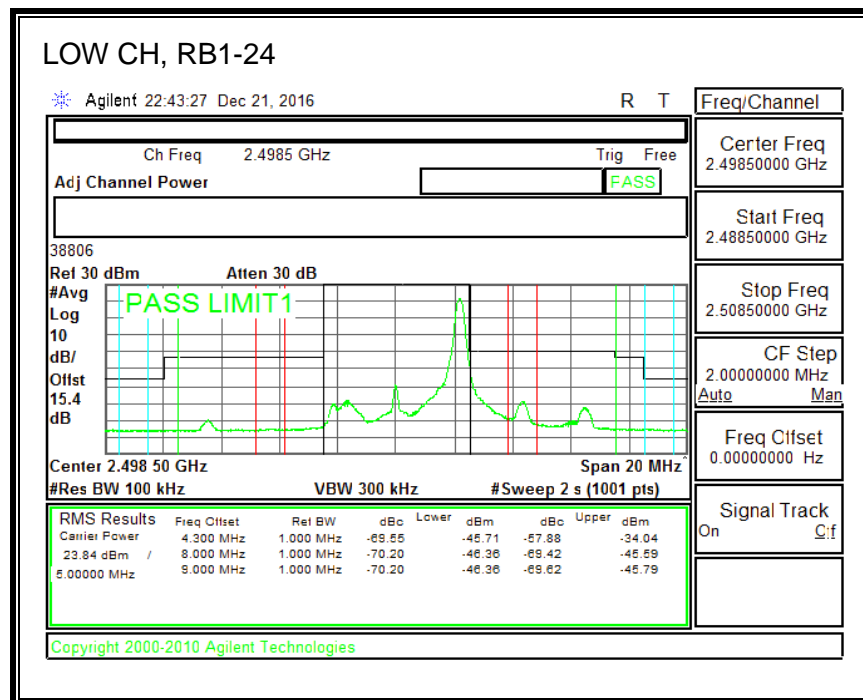 LOW CH, RB1-24
Agilent 22:43:27 Dec 21, 2016 R T
Ch Freq 2.4985 GHz Trig Free
Adj Channel Power PASS
38806
Ref 30 dBm Atten 30 dB
#Avg
Log
10
dB/
Offst
15.4
dB
PASS LIMIT1
Center 2.498 50 GHz Span 20 MHz
#Res BW 100 kHz VBW 300 kHz #Sweep 2 s (1001 pts)
RMS Results Freq Offset Ref BW dBc Lower dBm dBc Upper dBm
Carrier Power 4.300 MHz 1.000 MHz -69.55 -45.71 -57.88 -34.04
23.84 dBm / 8.000 MHz 1.000 MHz -70.20 -46.36 -69.42 -45.59
5.00000 MHz 9.000 MHz 1.000 MHz -70.20 -46.36 -69.62 -45.79
Copyright 2000-2010 Agilent Technologies
Freq/Channel
Center Freq
2.49850000 GHz
Start Freq
2.48850000 GHz
Stop Freq
2.50850000 GHz
CF Step
2.00000000 MHz
Auto Man
Freq Offset
0.00000000 Hz
Signal Track
On Off